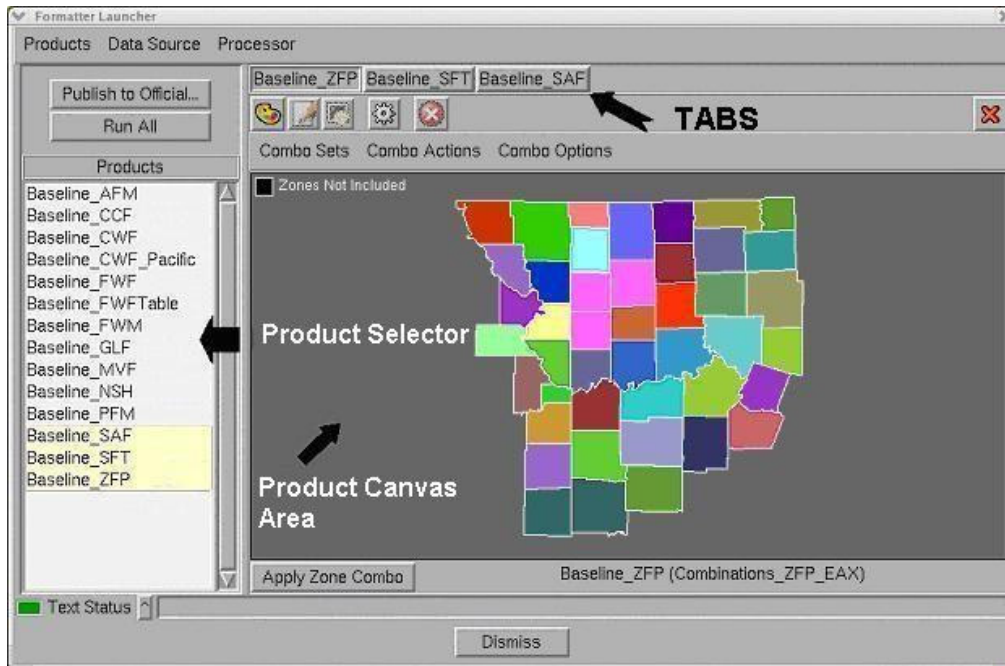 Formatter Launcher
Products Data Source Processor
Publish to Official...
Run All
Products
Baseline_AFM
Baseline_CCF
Baseline_CWF
Baseline_CWF_Pacific
Baseline_FWF
Baseline_FWFTable
Baseline_FWM
Baseline_GLF
Baseline_MVF
Baseline_NSH
Baseline_PFM
Baseline_SAF
Baseline_SFT
Baseline_ZFP
Baseline_ZFP Baseline_SFT Baseline_SAF
TABS
Combo Sets Combo Actions Combo Options
Zones Not Included
Product Selector
Product Canvas
Area
Apply Zone Combo
Baseline_ZFP (Combinations_ZFP_EAX)
Text Status
Dismiss